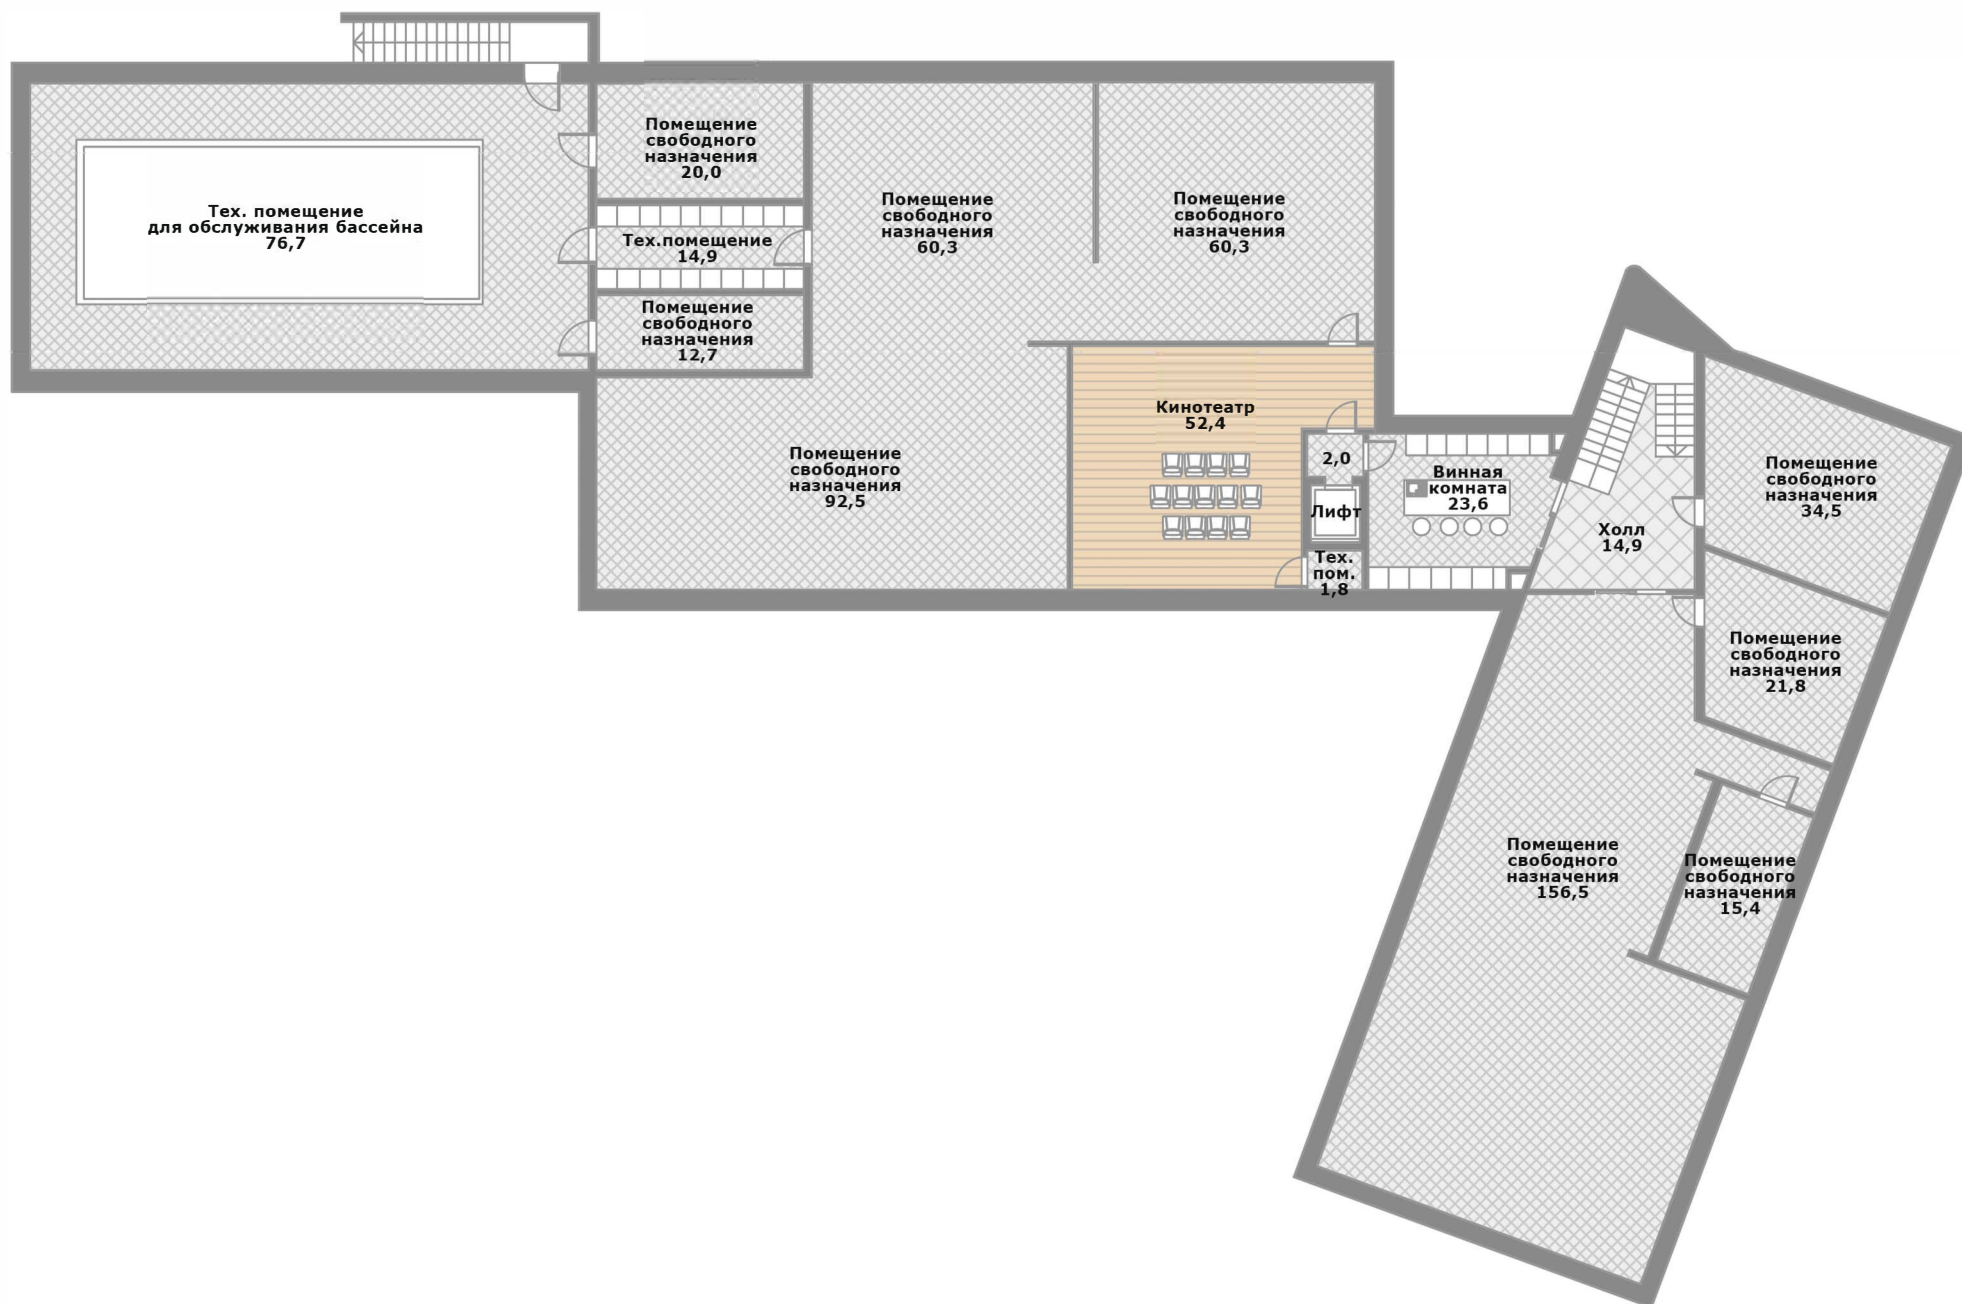 Помещение
свободного
назначения
20,0
Тех. помещение
для обслуживания бассейна
76,7
Тех.помещение
14,9
Помещение
свободного
назначения
12,7
Помещение
свободного
назначения
60,3
Помещение
свободного
назначения
60,3
Помещение
свободного
назначения
92,5
Кинотеатр
52,4
2,0
Лифт
Тех.
пом.
1,8
Винная
комната
23,6
Холл
14,9
Помещение
свободного
назначения
34,5
Помещение
свободного
назначения
21,8
Помещение
свободного
назначения
156,5
Помещение
свободного
назначения
15,4